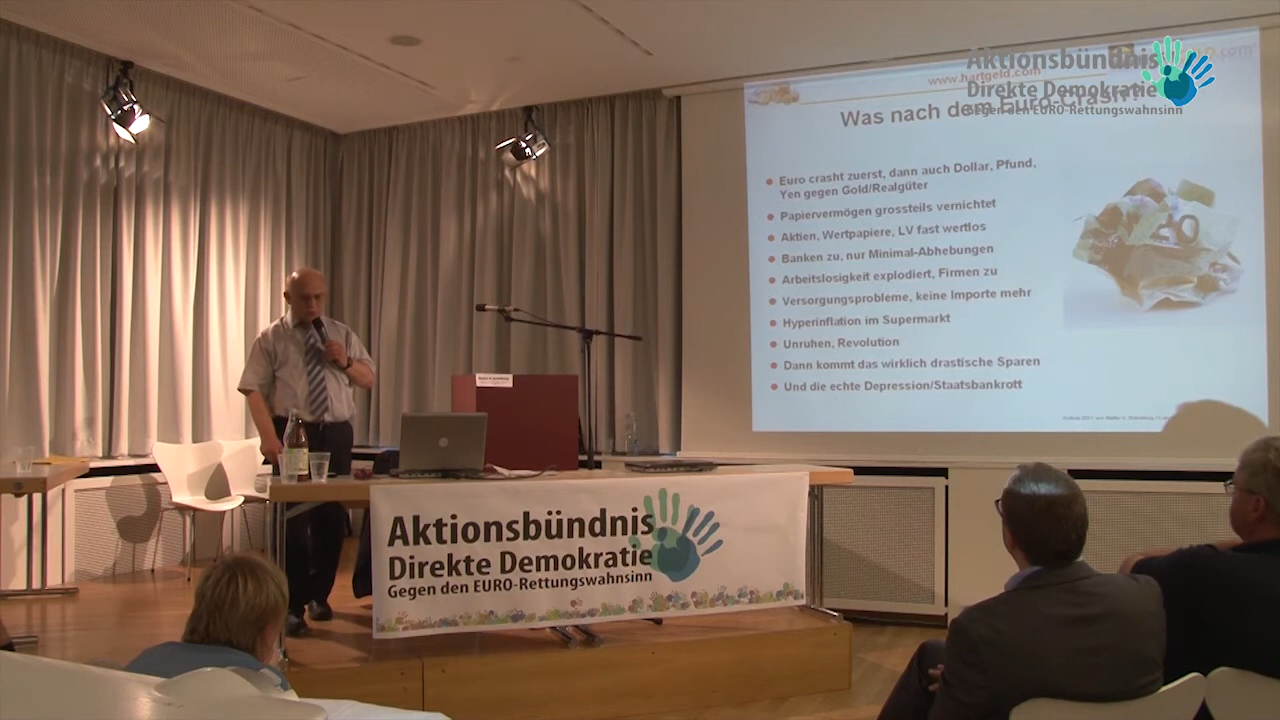 Aktionsbündnis
Direkte Demokratie
Gegen den EURO-Rettungswahnsinn
www.hartgeld.com
Was nach dem Euro-Crash?
Euro crasht zuerst, dann auch Dollar, Pfund,
Yen gegen Gold/Realgüter
Papiervermögen grossteils vernichtet
Aktien, Wertpapiere, LV fast wertlos
Banken zu, nur Minimal-Abhebungen
Arbeitslosigkeit explodiert, Firmen zu
Versorgungsprobleme, keine Importe mehr
Hyperinflation im Supermarkt
Unruhen, Revolution
Dann kommt das wirklich drastische Sparen
Und die echte Depression/Staatsbankrott
Aktionsbündnis
Direkte Demokratie
Gegen den EURO-Rettungswahnsinn